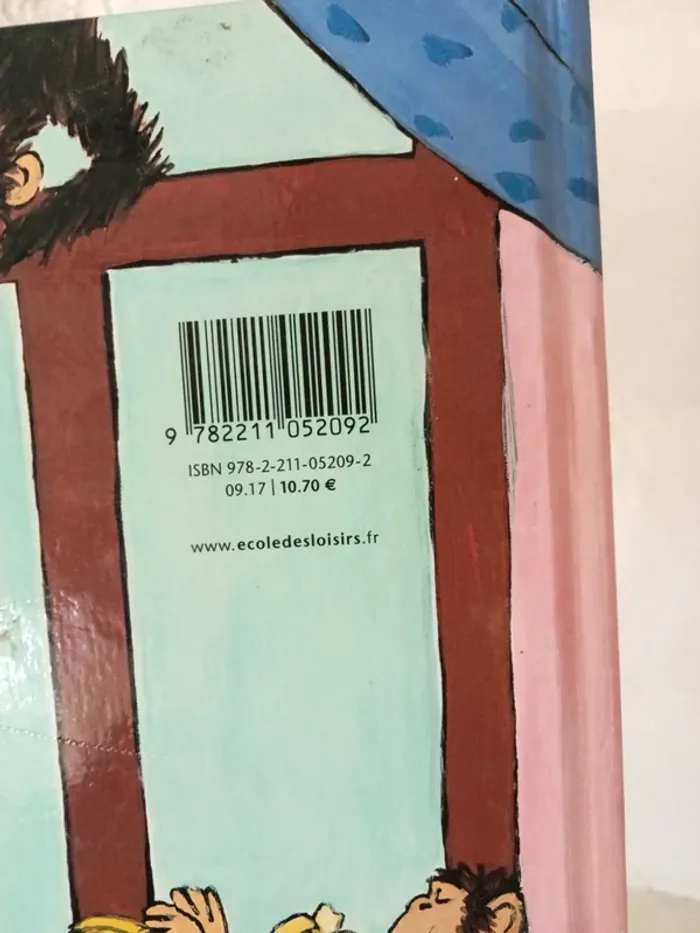 9 782211 052092
ISBN 978-2-211-05209-2
09.17 | 10.70 €
www.ecoledesloisirs.fr